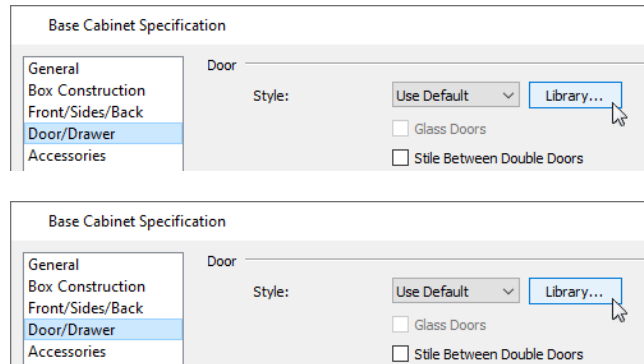 Base Cabinet Specification
General
Door
Box Construction
Style: Use Default Library...
Front/Sides/Back
Door/Drawer
Glass Doors
Accessories
Stile Between Double Doors
Base Cabinet Specification
General
Door
Box Construction
Style: Use Default Library...
Front/Sides/Back
Door/Drawer
Glass Doors
Accessories
Stile Between Double Doors